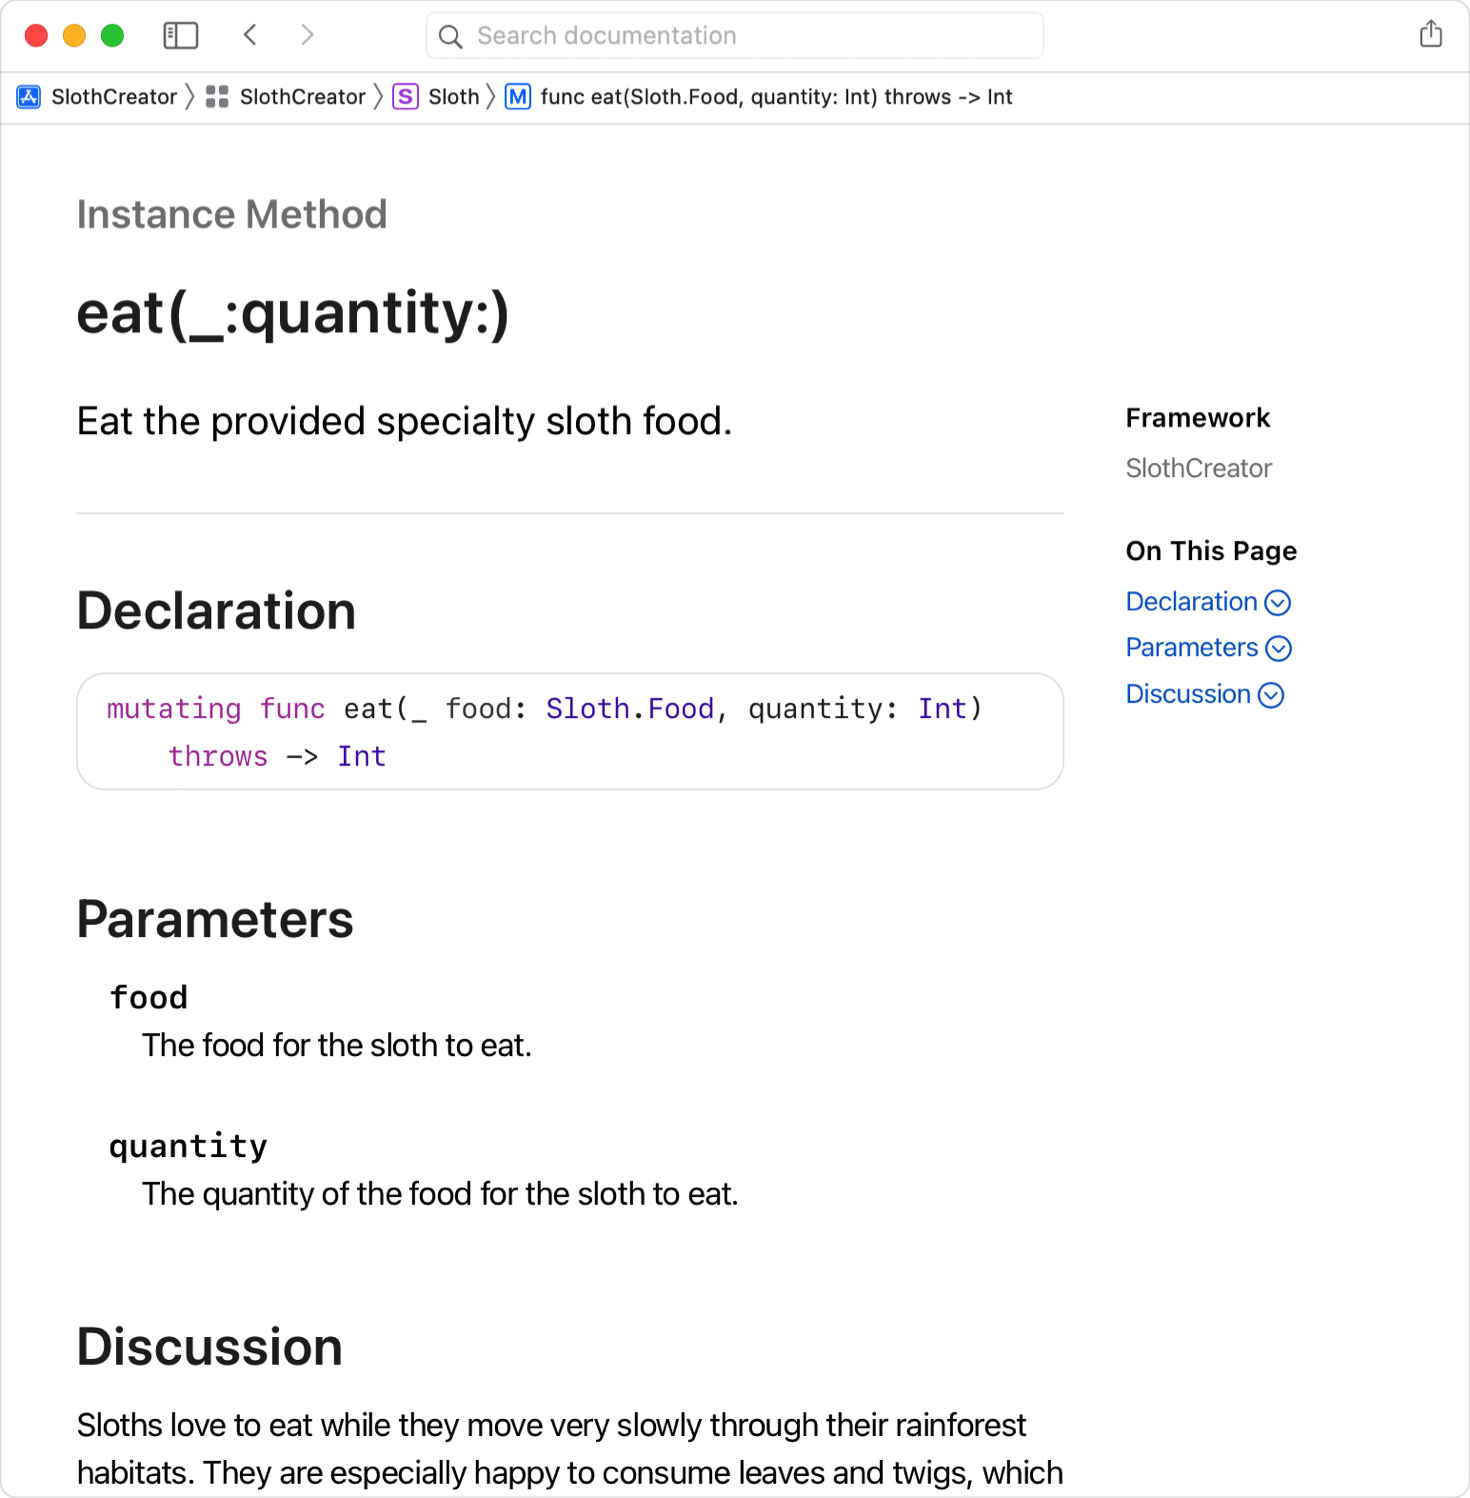 Search documentation
SlothCreator SlothCreator S Sloth M func eat(Sloth.Food, quantity: Int) throws -> Int
Instance Method
eat(_:quantity:)
Eat the provided specialty sloth food.
Framework
SlothCreator
On This Page
Declaration
Parameters
Discussion
Declaration
mutating func eat(_ food: Sloth.Food, quantity: Int)
throws -> Int
Parameters
food
The food for the sloth to eat.
quantity
The quantity of the food for the sloth to eat.
Discussion
Sloths love to eat while they move very slowly through their rainforest
habitats. They are especially happy to consume leaves and twigs, which